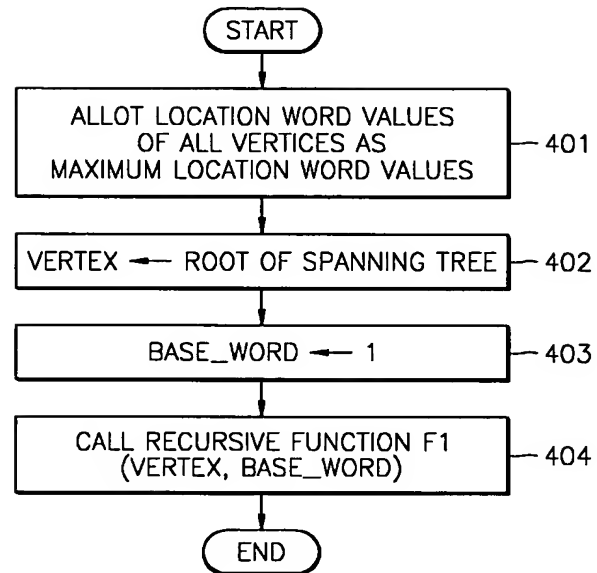 START
ALLOT LOCATION WORD VALUES
OF ALL VERTICES AS
MAXIMUM LOCATION WORD VALUES
401
VERTEX ← ROOT OF SPANNING TREE
402
BASE_WORD ← 1
403
CALL RECURSIVE FUNCTION F1
(VERTEX, BASE_WORD)
404
END